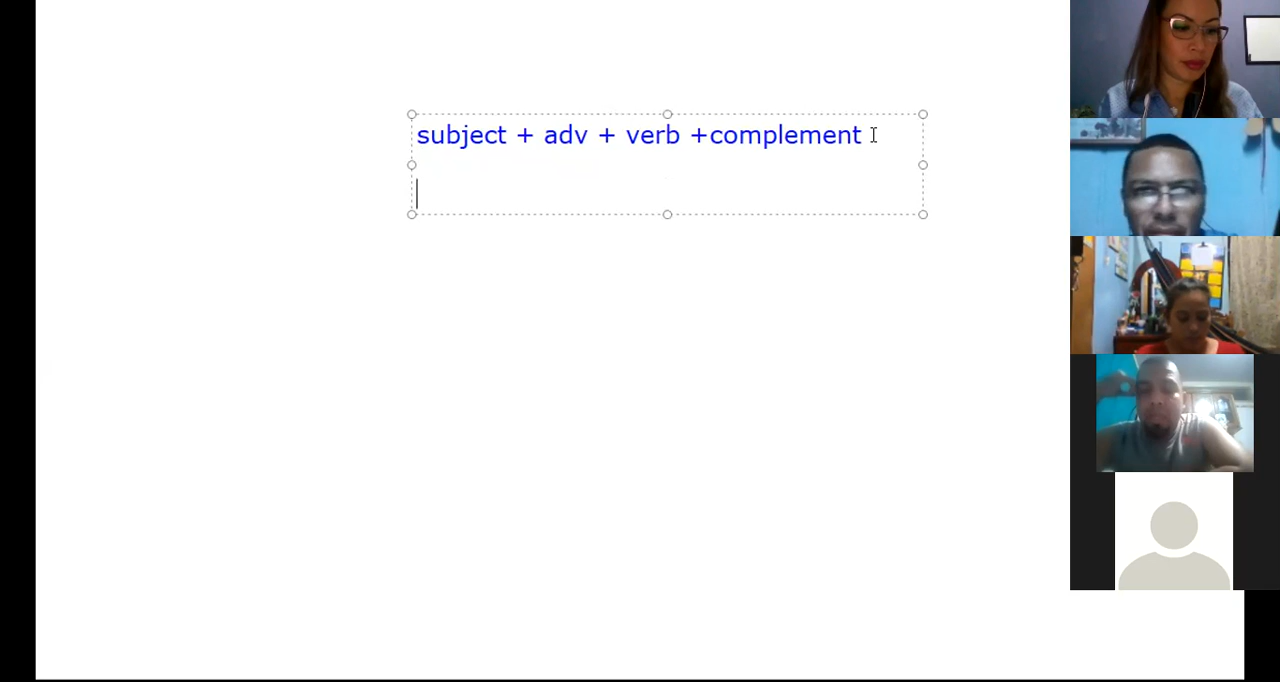 subject + adv + verb +complement